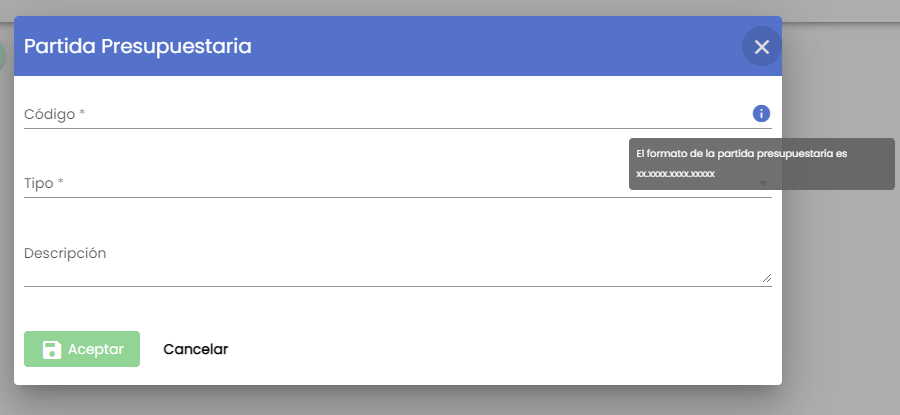 Partida Presupuestaria
Código *
El formato de la partida presupuestaria es
xx.xxxx.xxxx.xxxxx
Tipo *
Descripción
Aceptar
Cancelar